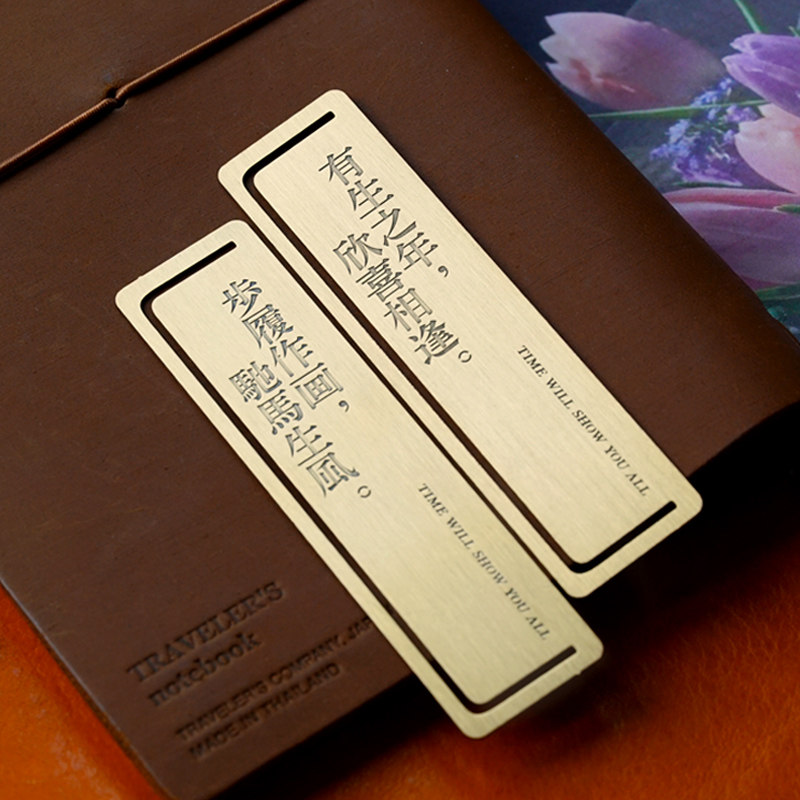 歩履作画，
馳馬生風。
TIME WILL SHOW YOU ALL
有生之年，
欣喜相逢。
TIME WILL SHOW YOU ALL
TRAVELER'S
notebook
TRAVELER'S COMPANY,
MADE IN THAILAND